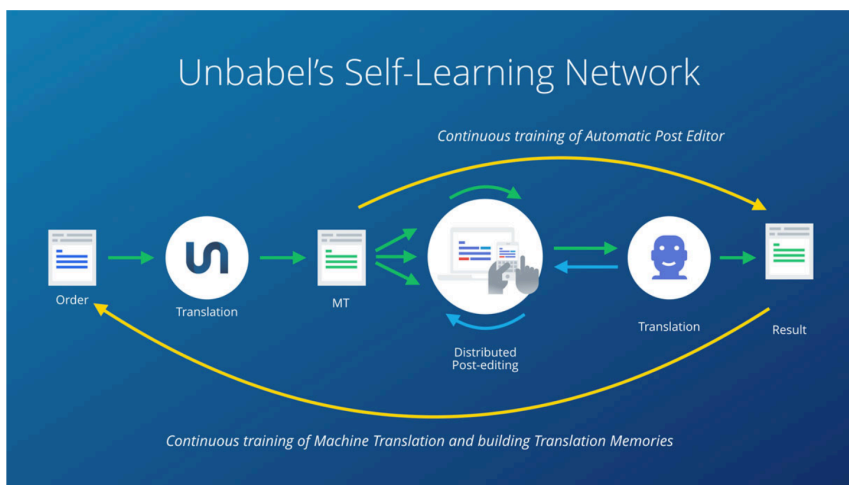 Unbabel's Self-Learning Network
Continuous training of Automatic Post Editor
Order
Translation
MT
Distributed
Post-editing
Translation
Result
Continuous training of Machine Translation and building Translation Memories